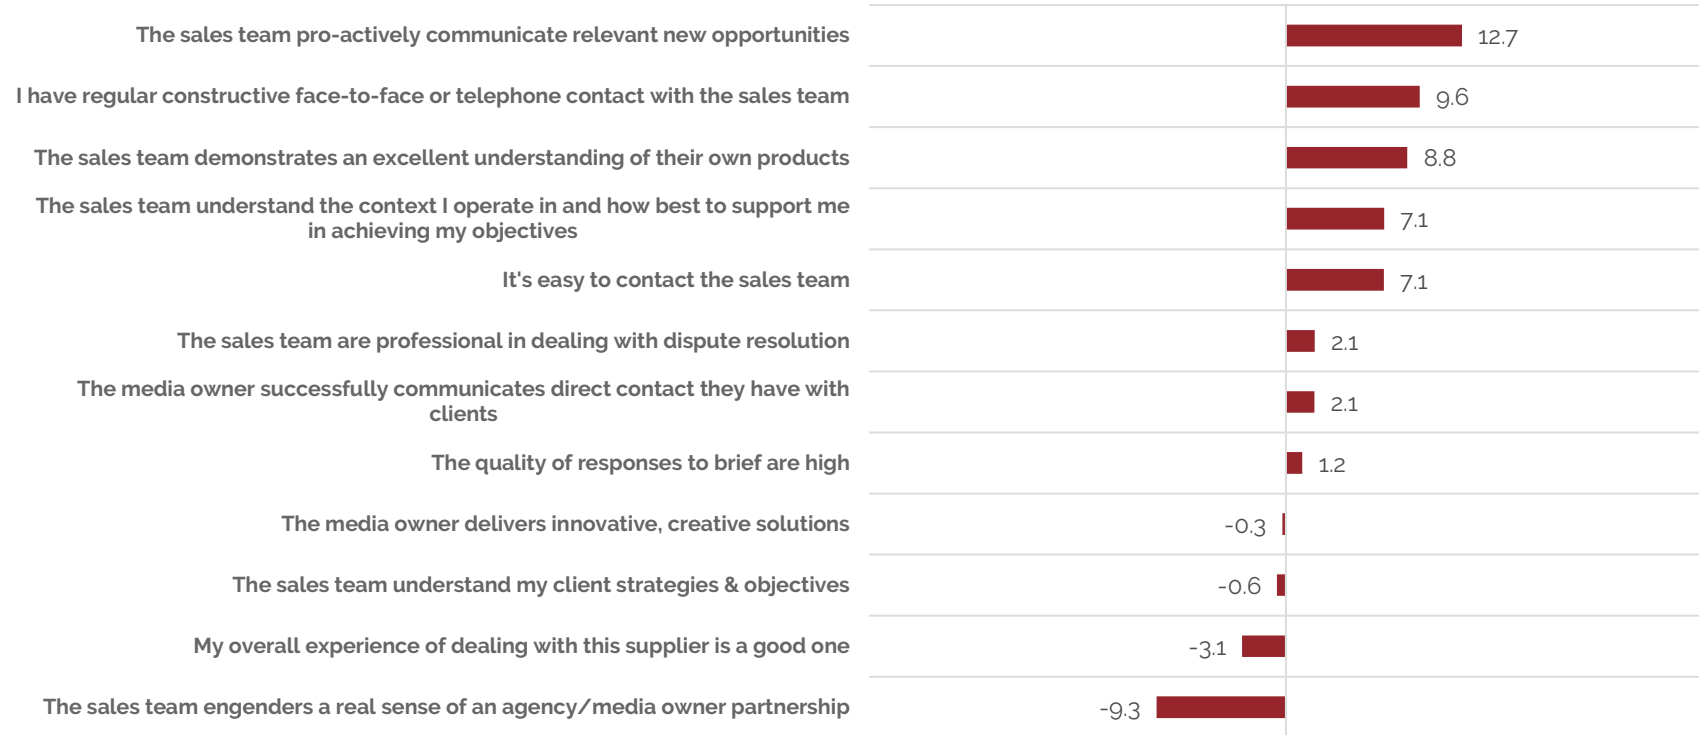 The sales team pro-actively communicate relevant new opportunities
12.7
I have regular constructive face-to-face or telephone contact with the sales team
9.6
The sales team demonstrates an excellent understanding of their own products
8.8
The sales team understand the context I operate in and how best to support me
in achieving my objectives
7.1
It's easy to contact the sales team
7.1
The sales team are professional in dealing with dispute resolution
2.1
The media owner successfully communicates direct contact they have with
clients
2.1
The quality of responses to brief are high
1.2
The media owner delivers innovative, creative solutions
-0.3
The sales team understand my client strategies & objectives
-0.6
My overall experience of dealing with this supplier is a good one
-3.1
The sales team engenders a real sense of an agency/media owner partnership
-9.3